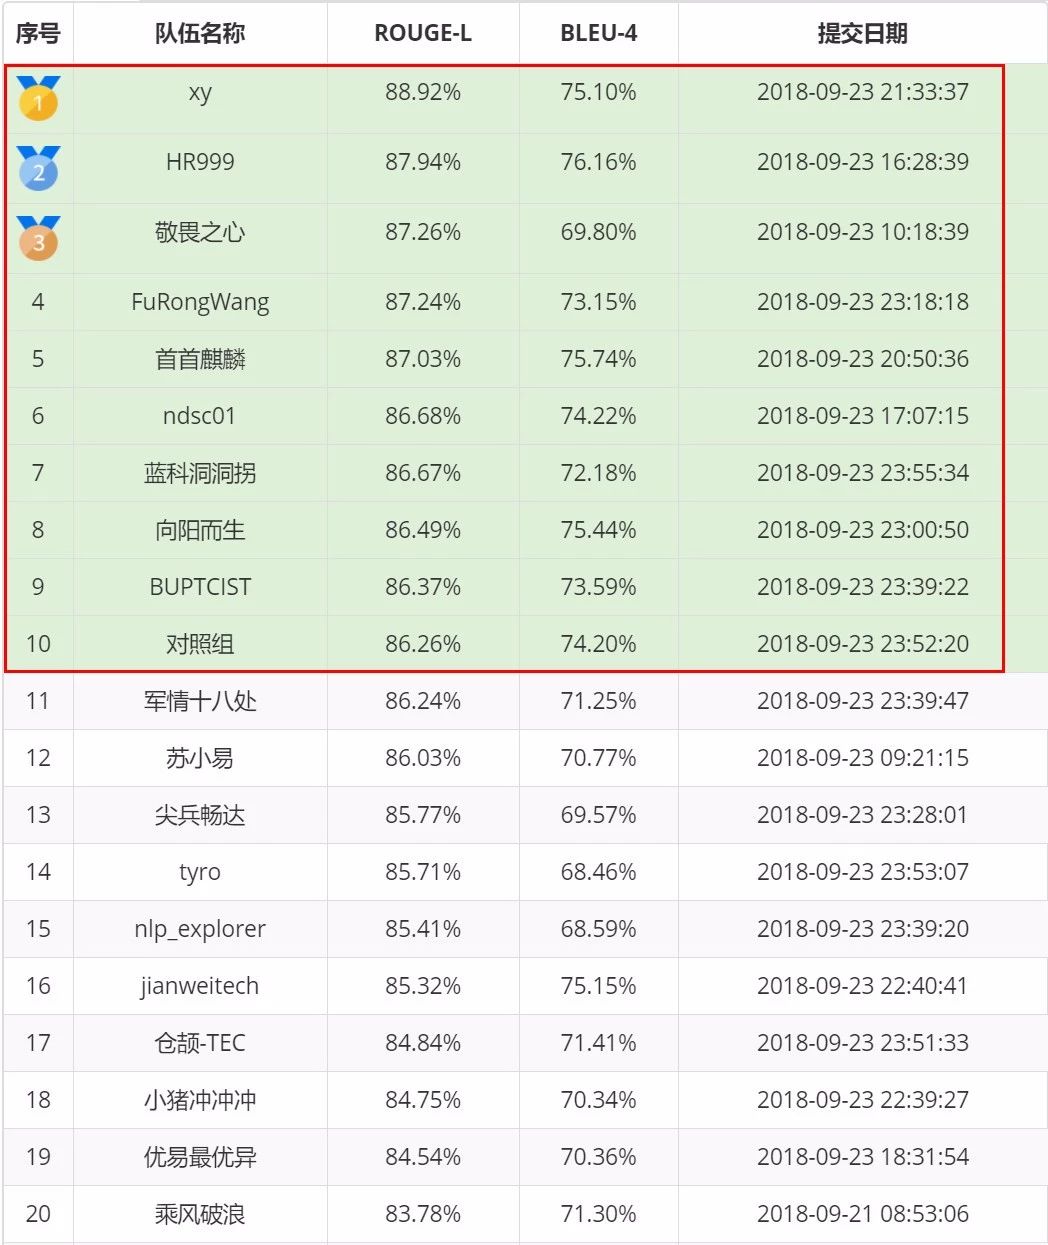 序号 队伍名称 ROUGE-L BLEU-4 提交日期
1 xy 88.92% 75.10% 2018-09-23 21:33:37
2 HR999 87.94% 76.16% 2018-09-23 16:28:39
3 敬畏之心 87.26% 69.80% 2018-09-23 10:18:39
4 FuRongWang 87.24% 73.15% 2018-09-23 23:18:18
5 首首麒麟 87.03% 75.74% 2018-09-23 20:50:36
6 ndsc01 86.68% 74.22% 2018-09-23 17:07:15
7 蓝科洞洞拐 86.67% 72.18% 2018-09-23 23:55:34
8 向阳而生 86.49% 75.44% 2018-09-23 23:00:50
9 BUPTCIST 86.37% 73.59% 2018-09-23 23:39:22
10 对照组 86.26% 74.20% 2018-09-23 23:52:20
11 军情十八处 86.24% 71.25% 2018-09-23 23:39:47
12 苏小易 86.03% 70.77% 2018-09-23 09:21:15
13 尖兵畅达 85.77% 69.57% 2018-09-23 23:28:01
14 tyro 85.71% 68.46% 2018-09-23 23:53:07
15 nlp_explorer 85.41% 68.59% 2018-09-23 23:39:20
16 jianweitech 85.32% 75.15% 2018-09-23 22:40:41
17 仓颉-TEC 84.84% 71.41% 2018-09-23 23:51:33
18 小猪冲冲冲 84.75% 70.34% 2018-09-23 22:39:27
19 优易最优异 84.54% 70.36% 2018-09-23 18:31:54
20 乘风破浪 83.78% 71.30% 2018-09-21 08:53:06